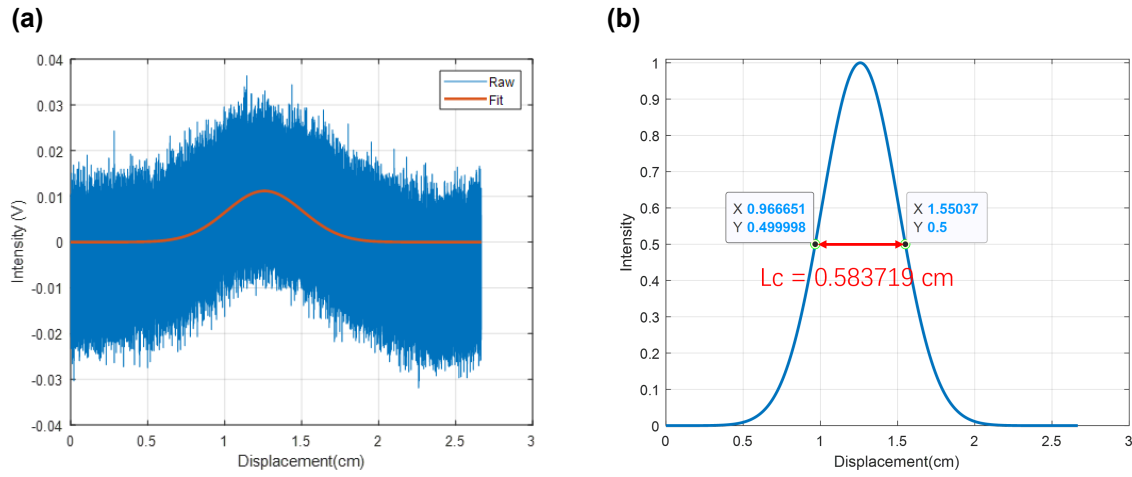 (a)
0.04
0.03
0.02
0.01
0
-0.01
-0.02
-0.03
-0.04
Intensity (V)
0
0.5
1
1.5
2
2.5
3
Displacement(cm)
Raw
Fit
(b)
1
0.9
0.8
0.7
0.6
0.5
0.4
0.3
0.2
0.1
0
Intensity
X 0.966651
Y 0.499998
X 1.55037
Y 0.5
Lc = 0.583719 cm
0
0.5
1
1.5
2
2.5
3
Displacement(cm)